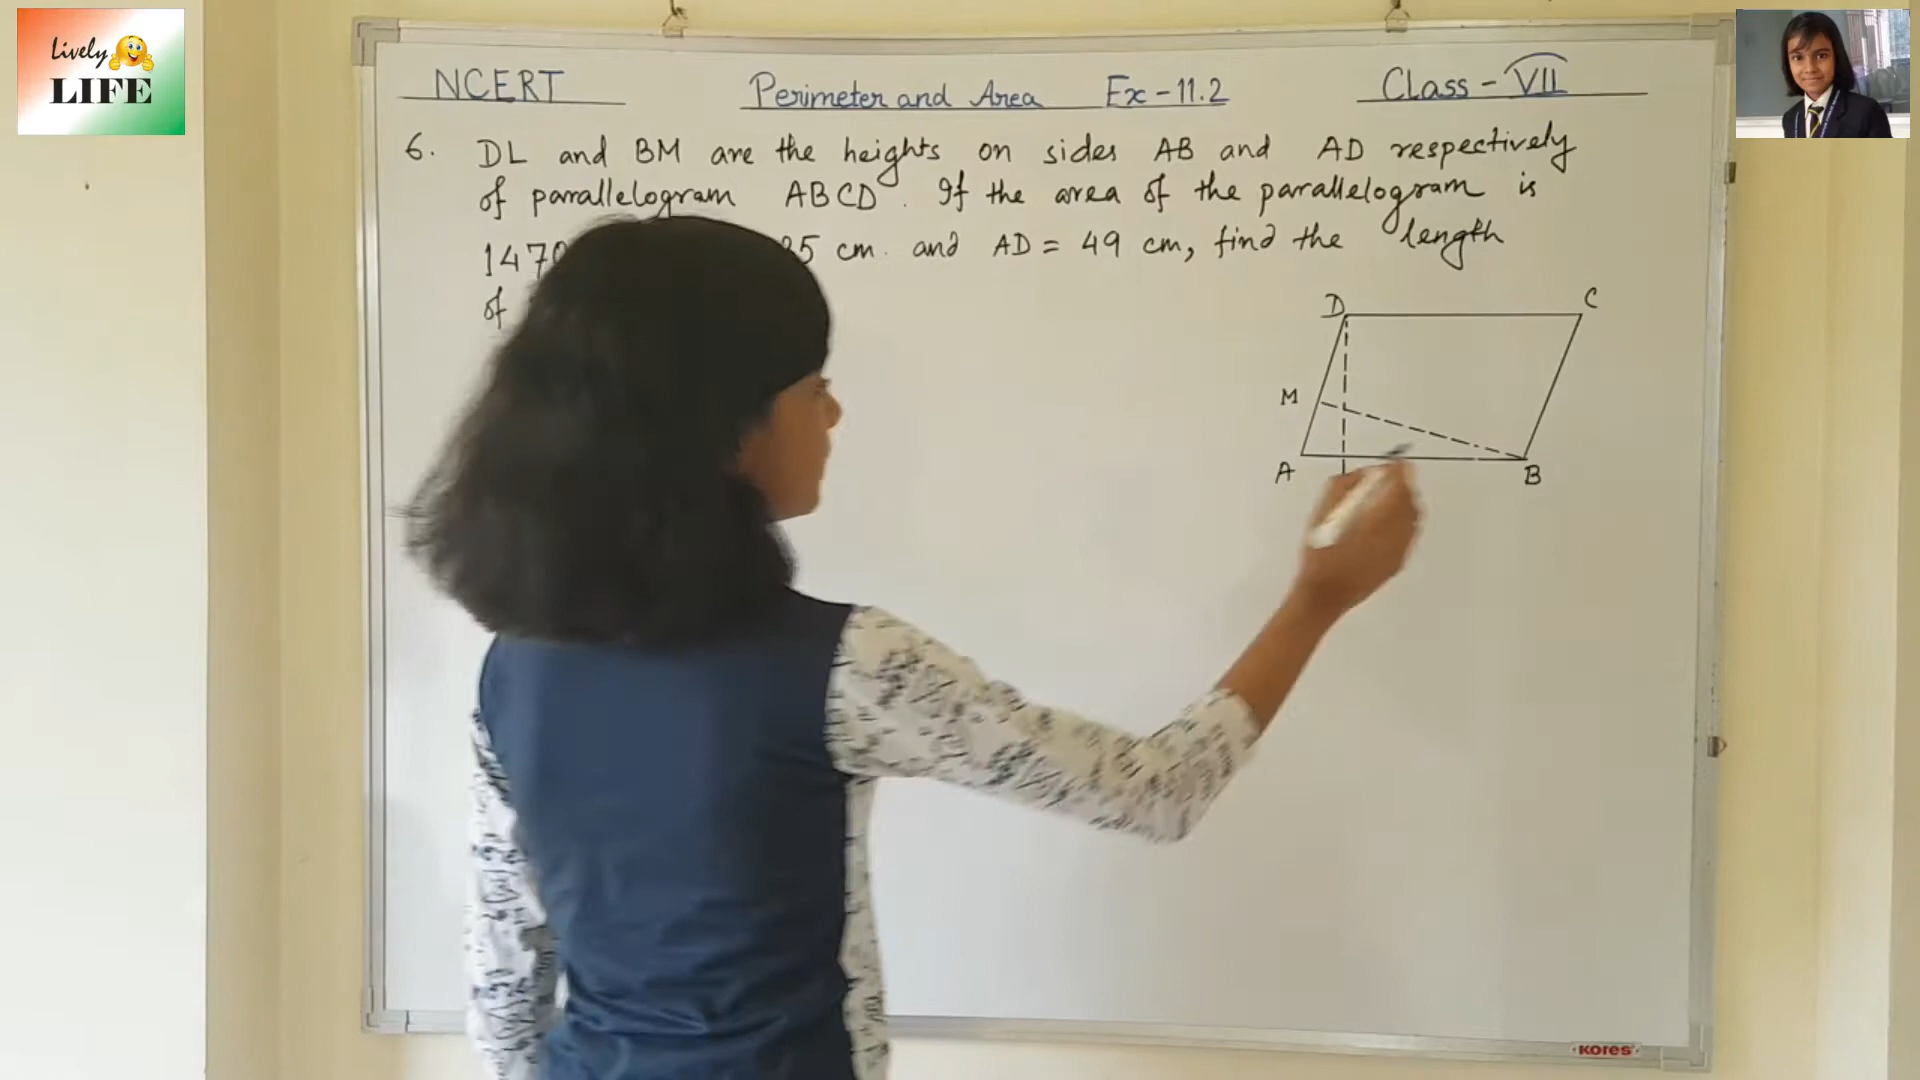 Lively
LIFE
NCERT Perimeter and Area Ex-11.2 Class-VII
6. DL and BM are the heights on sides AB and AD respectively
of parallelogram ABCD. If the area of the parallelogram is
1470 35 cm. and AD = 49 cm, find the length
of
D C
M
A B
KORES